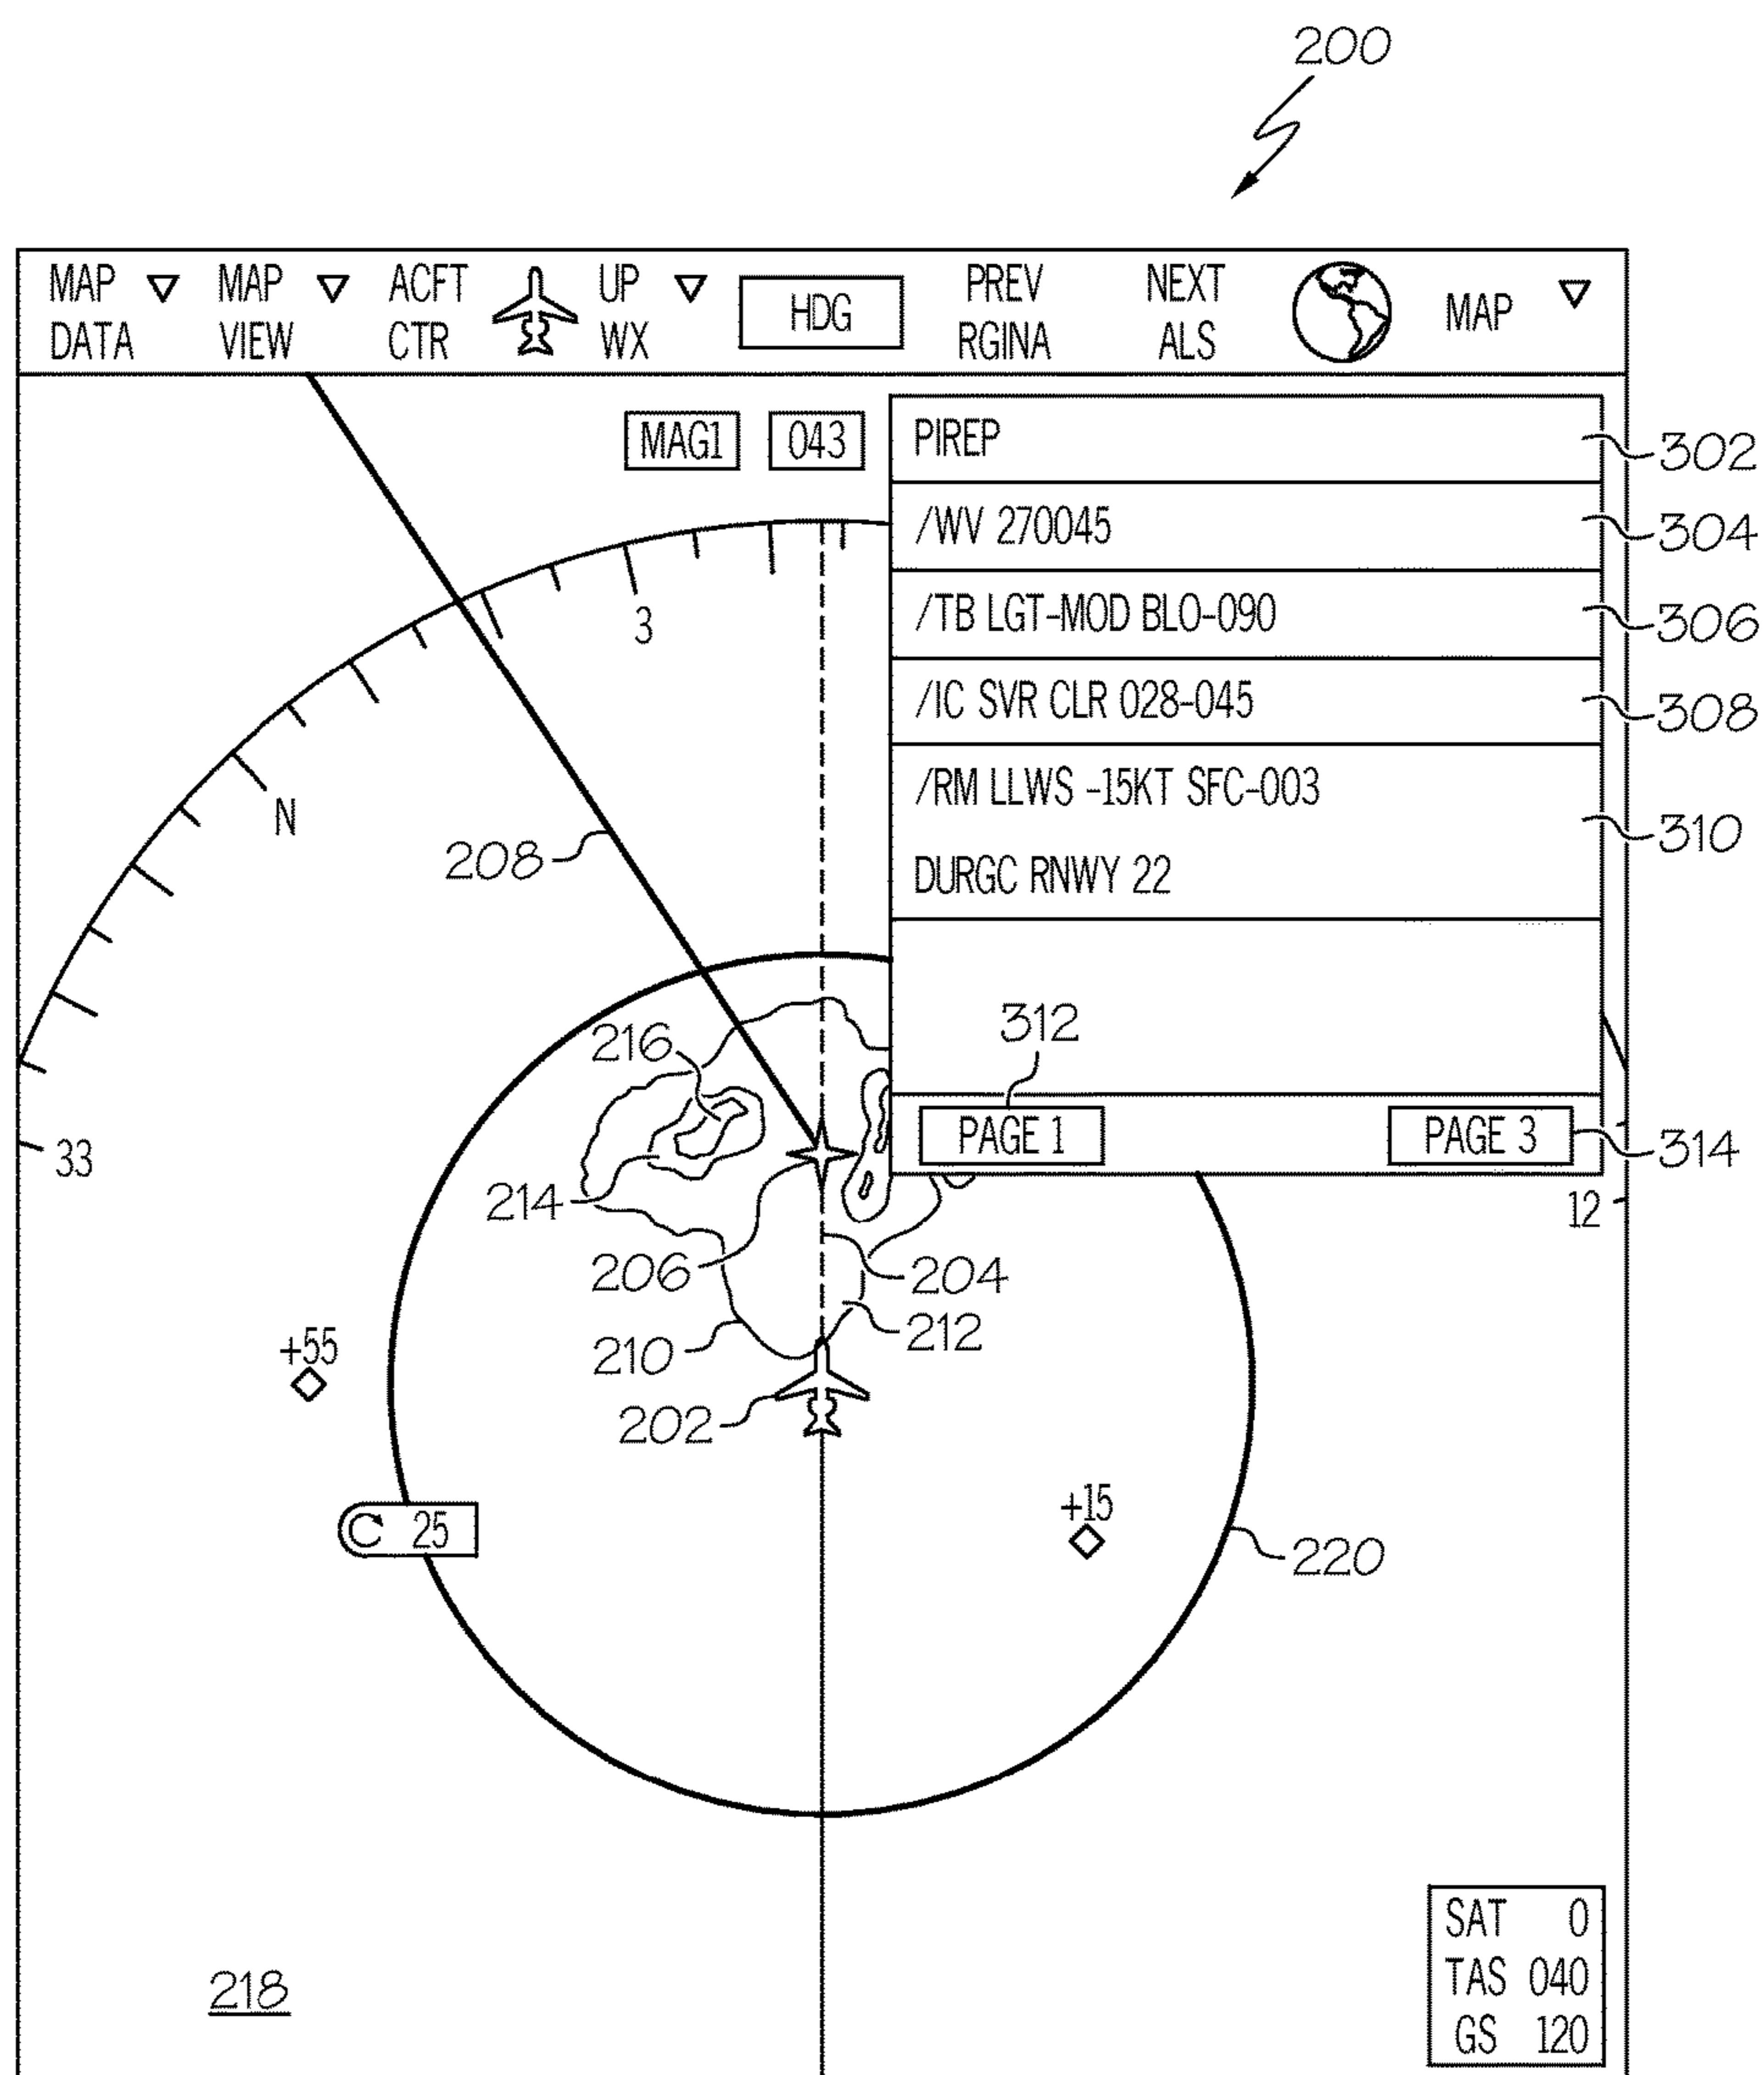 200
MAP DATA
MAP VIEW
ACFT CTR
UP WX
HDG
PREV RGINA
NEXT ALS
MAP
MAG1
043
PIREP
302
/WV 270045
304
/TB LGT-MOD BLO-090
306
/IC SVR CLR 028-045
308
/RM LLWS -15KT SFC-003
DURGC RNWY 22
310
3
N
208
216
312
PAGE 1
PAGE 3
314
33
214
12
206
204
212
210
+55
202
+15
25
220
SAT 0
TAS 040
GS 120
218